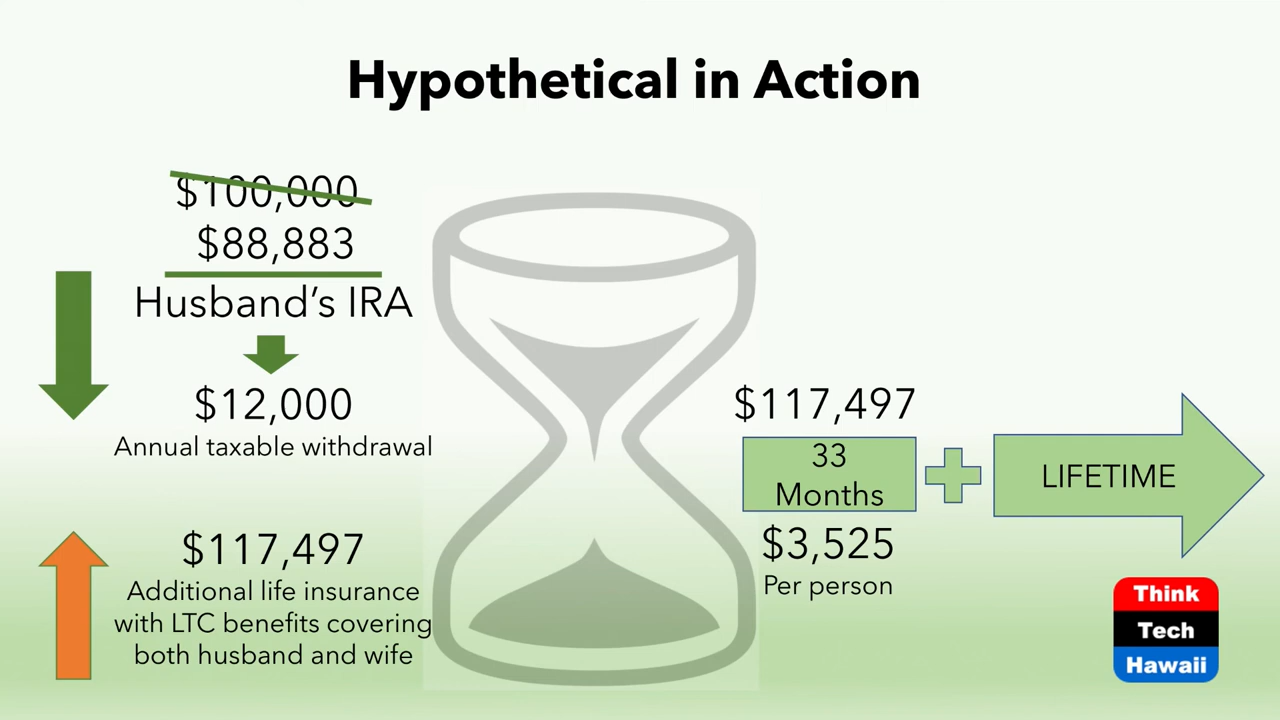 Hypothetical in Action
$100,000
$88,883
Husband's IRA
$12,000
Annual taxable withdrawal
$117,497
Additional life insurance
with LTC benefits covering
both husband and wife
$117,497
33
Months
$3,525
Per person
LIFETIME
Think
Tech
Hawaii